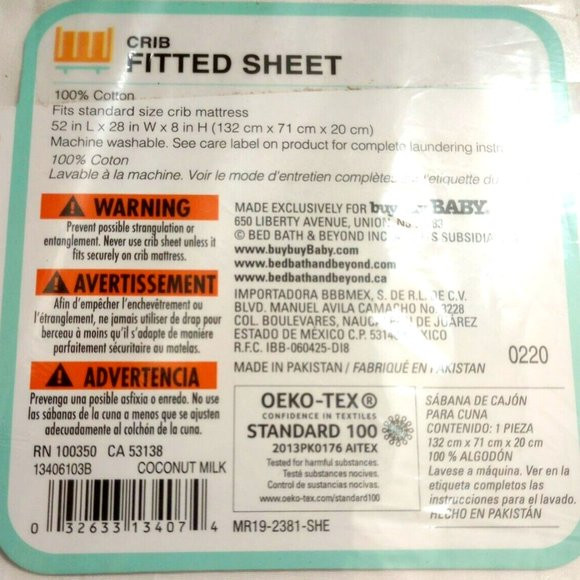 CRIB
FITTED SHEET
100% Cotton
Fits standard size crib mattress
52 in L x 28 in W x 8 in H (132 cm x 71 cm x 20 cm)
Machine washable. See care label on product for complete laundering
100% Coton
Lavable à la machine. Voir le mode d'entretien l'étiquette du
WARNING
Prevent possible strangulation or
entanglement. Never use crib sheet unless it
fits securely on crib mattress.
AVERTISSEMENT
Afin d'empêcher l'enchevêtrement ou
l'étranglement, ne jamais utiliser de drap pour
berceau à moins qu'il s'adapte de manière
parfaitement sécuritaire au matelas.
ADVERTENCIA
Prevenga una posible asfixia o enredo. No use
las sábanas de la cuna a menos que se ajusten
adecuadamente al colchón de la cuna.
RN 100350 CA 53138
13406103B COCONUT MILK
0 32633 13407 4
MADE EXCLUSIVELY FOR buy BABY.
650 LIBERTY AVENUE, UNION,
© BED BATH & BEYOND INC SUBSIDIA
www.buybuyBaby.com
www.bedbathandbeyond.com
www.bedbathandbeyond.ca
IMPORTADORA BBBMEX, S. DE R.L. DE C.V.
BLVD. MANUEL AVILA CAMACHO No. 3228
COL. BOULEVARES, DE JUÁREZ
ESTADO DE MÉXICO C.P.
R.F.C. IBB-060425-DI8
0220
MADE IN PAKISTAN / FABRIQUÉ EN PAKISTAN
OEKO-TEX®
CONFIDENCE IN TEXTILES
STANDARD 100
2013PK0176 AITEX
Tested for harmful substances.
Testé substances nocives.
Control de sustancias nocivas.
www.oeko-tex.com/standard100
MR19-2381-SHE
SÁBANA DE CAJÓN
PARA CUNA
CONTENIDO: 1 PIEZA
132 cm x 71 cm x 20 cm
100 % ALGODÓN
Lavese a máquina. Ver en la
etiqueta completos las
instrucciones para el lavado.
HECHO EN PAKISTÁN